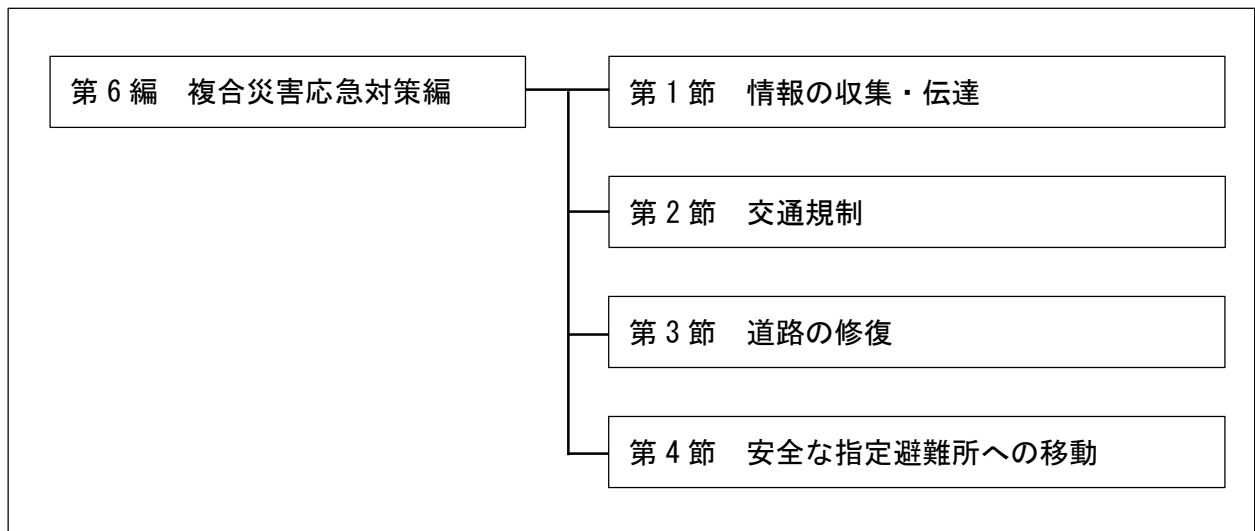 第6編　複合災害応急対策編
第1節　情報の収集・伝達
第2節　交通規制
第3節　道路の修復
第4節　安全な指定避難所への移動